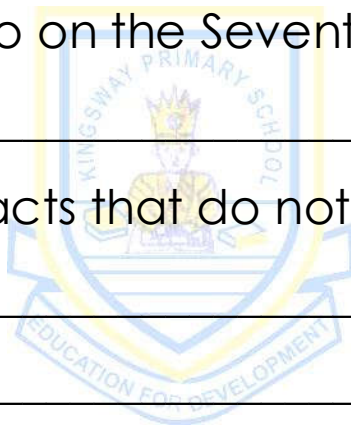 o on the Sevent
KINGSWAY PRIMARY SCHOOL
acts that do not
EDUCATION FOR DEVELOPMENT